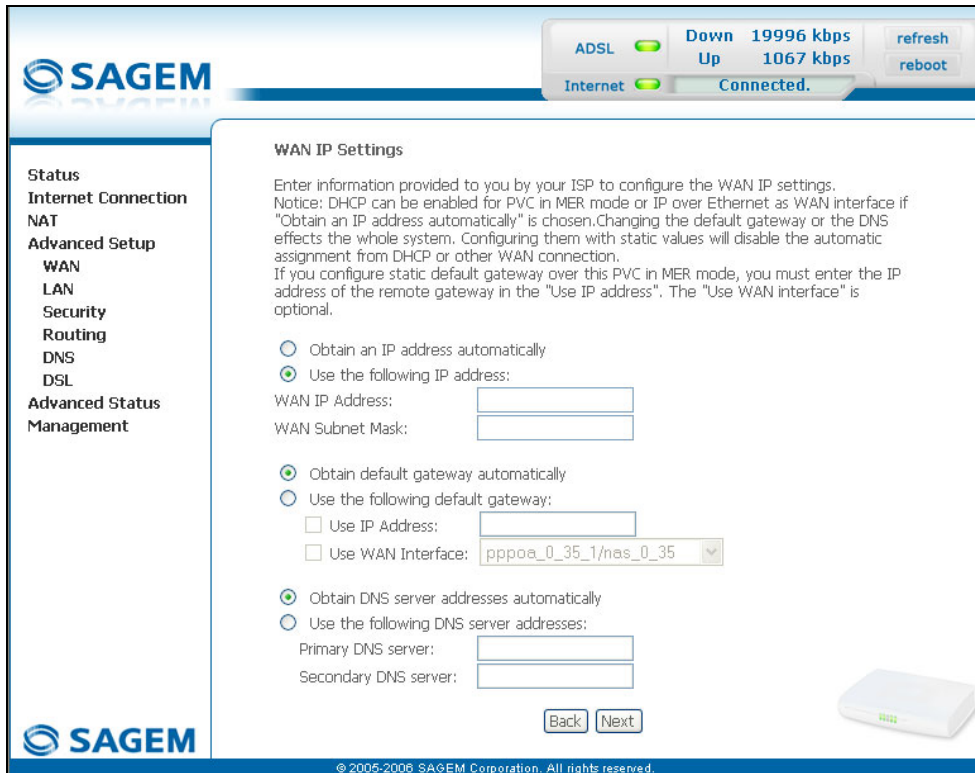 SAGEM
ADSL Down 19996 kbps
Up 1067 kbps
Internet Connected.
refresh
reboot
Status
Internet Connection
NAT
Advanced Setup
WAN
LAN
Security
Routing
DNS
DSL
Advanced Status
Management
WAN IP Settings
Enter information provided to you by your ISP to configure the WAN IP settings.
Notice: DHCP can be enabled for PVC in MER mode or IP over Ethernet as WAN interface if
"Obtain an IP address automatically" is chosen.Changing the default gateway or the DNS
effects the whole system. Configuring them with static values will disable the automatic
assignment from DHCP or other WAN connection.
If you configure static default gateway over this PVC in MER mode, you must enter the IP
address of the remote gateway in the "Use IP address". The "Use WAN interface" is
optional.
Obtain an IP address automatically
Use the following IP address:
WAN IP Address:
WAN Subnet Mask:
Obtain default gateway automatically
Use the following default gateway:
Use IP Address:
Use WAN Interface: pppoa_0_35_1/nas_0_35
Obtain DNS server addresses automatically
Use the following DNS server addresses:
Primary DNS server:
Secondary DNS server:
Back Next
SAGEM
© 2005-2006 SAGEM Corporation. All rights reserved.